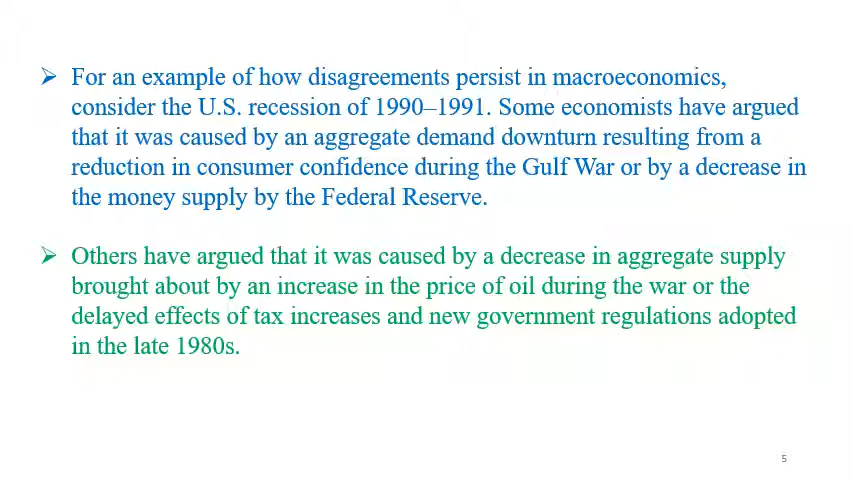 ➢ For an example of how disagreements persist in macroeconomics,
consider the U.S. recession of 1990–1991. Some economists have argued
that it was caused by an aggregate demand downturn resulting from a
reduction in consumer confidence during the Gulf War or by a decrease in
the money supply by the Federal Reserve.
➢ Others have argued that it was caused by a decrease in aggregate supply
brought about by an increase in the price of oil during the war or the
delayed effects of tax increases and new government regulations adopted
in the late 1980s.
5